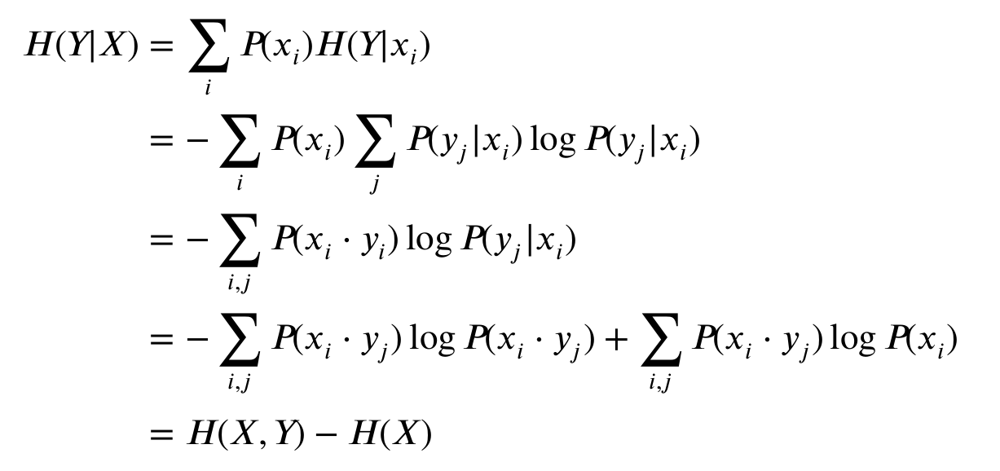 H(Y|X) = ∑_i P(x_i)H(Y|x_i)
= − ∑_i P(x_i) ∑_j P(y_j|x_i) log P(y_j|x_i)
= − ∑_{i,j} P(x_i · y_i) log P(y_j|x_i)
= − ∑_{i,j} P(x_i · y_j) log P(x_i · y_j) + ∑_{i,j} P(x_i · y_j) log P(x_i)
= H(X, Y) − H(X)